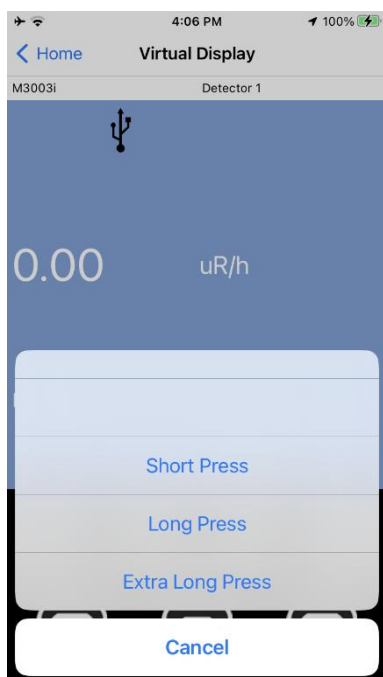 4:06 PM 100%
Home Virtual Display
M3003i Detector 1
0.00 uR/h
Short Press
Long Press
Extra Long Press
Cancel